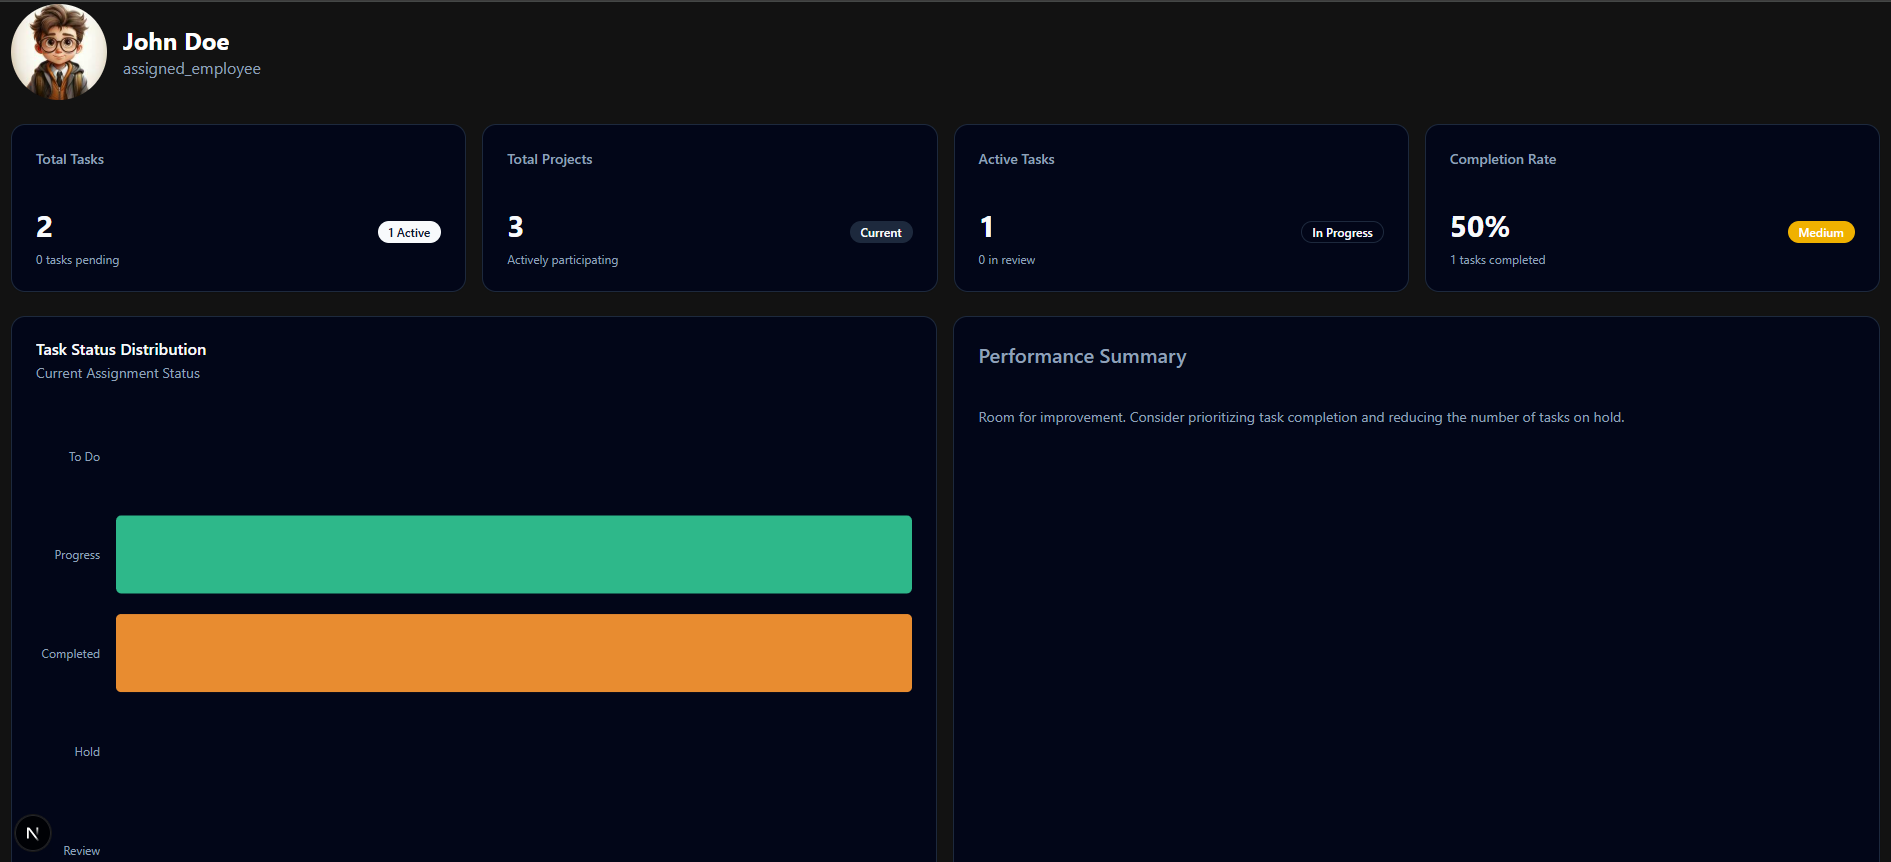 John Doe
assigned_employee
Total Tasks
2
1 Active
0 tasks pending
Total Projects
3
Current
Actively participating
Active Tasks
1
In Progress
0 in review
Completion Rate
50%
Medium
1 tasks completed
Task Status Distribution
Current Assignment Status
To Do
Progress
Completed
Hold
Review
Performance Summary
Room for improvement. Consider prioritizing task completion and reducing the number of tasks on hold.
N